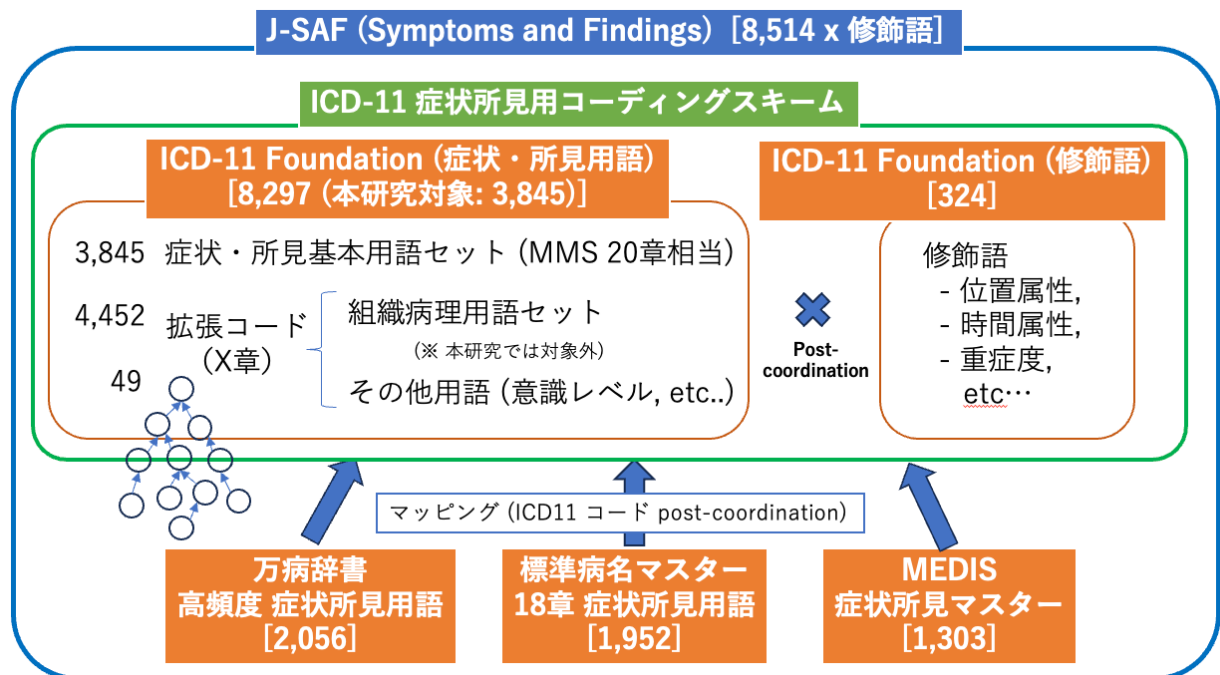 J-SAF (Symptoms and Findings) [8,514 x 修飾語]
ICD-11 症状所見用コーディングスキーム
ICD-11 Foundation (症状・所見用語)
[8,297 (本研究対象: 3,845)]
ICD-11 Foundation (修飾語)
[324]
3,845 症状・所見基本用語セット (MMS 20章相当)
4,452
拡張コード
(X章)
組織病理用語セット
(※ 本研究では対象外)
49
その他用語 (意識レベル, etc..)
Post-
coordination
修飾語
- 位置属性,
- 時間属性,
- 重症度,
etc…
マッピング (ICD11 コード post-coordination)
万病辞書
高頻度 症状所見用語
[2,056]
標準病名マスター
18章 症状所見用語
[1,952]
MEDIS
症状所見マスター
[1,303]